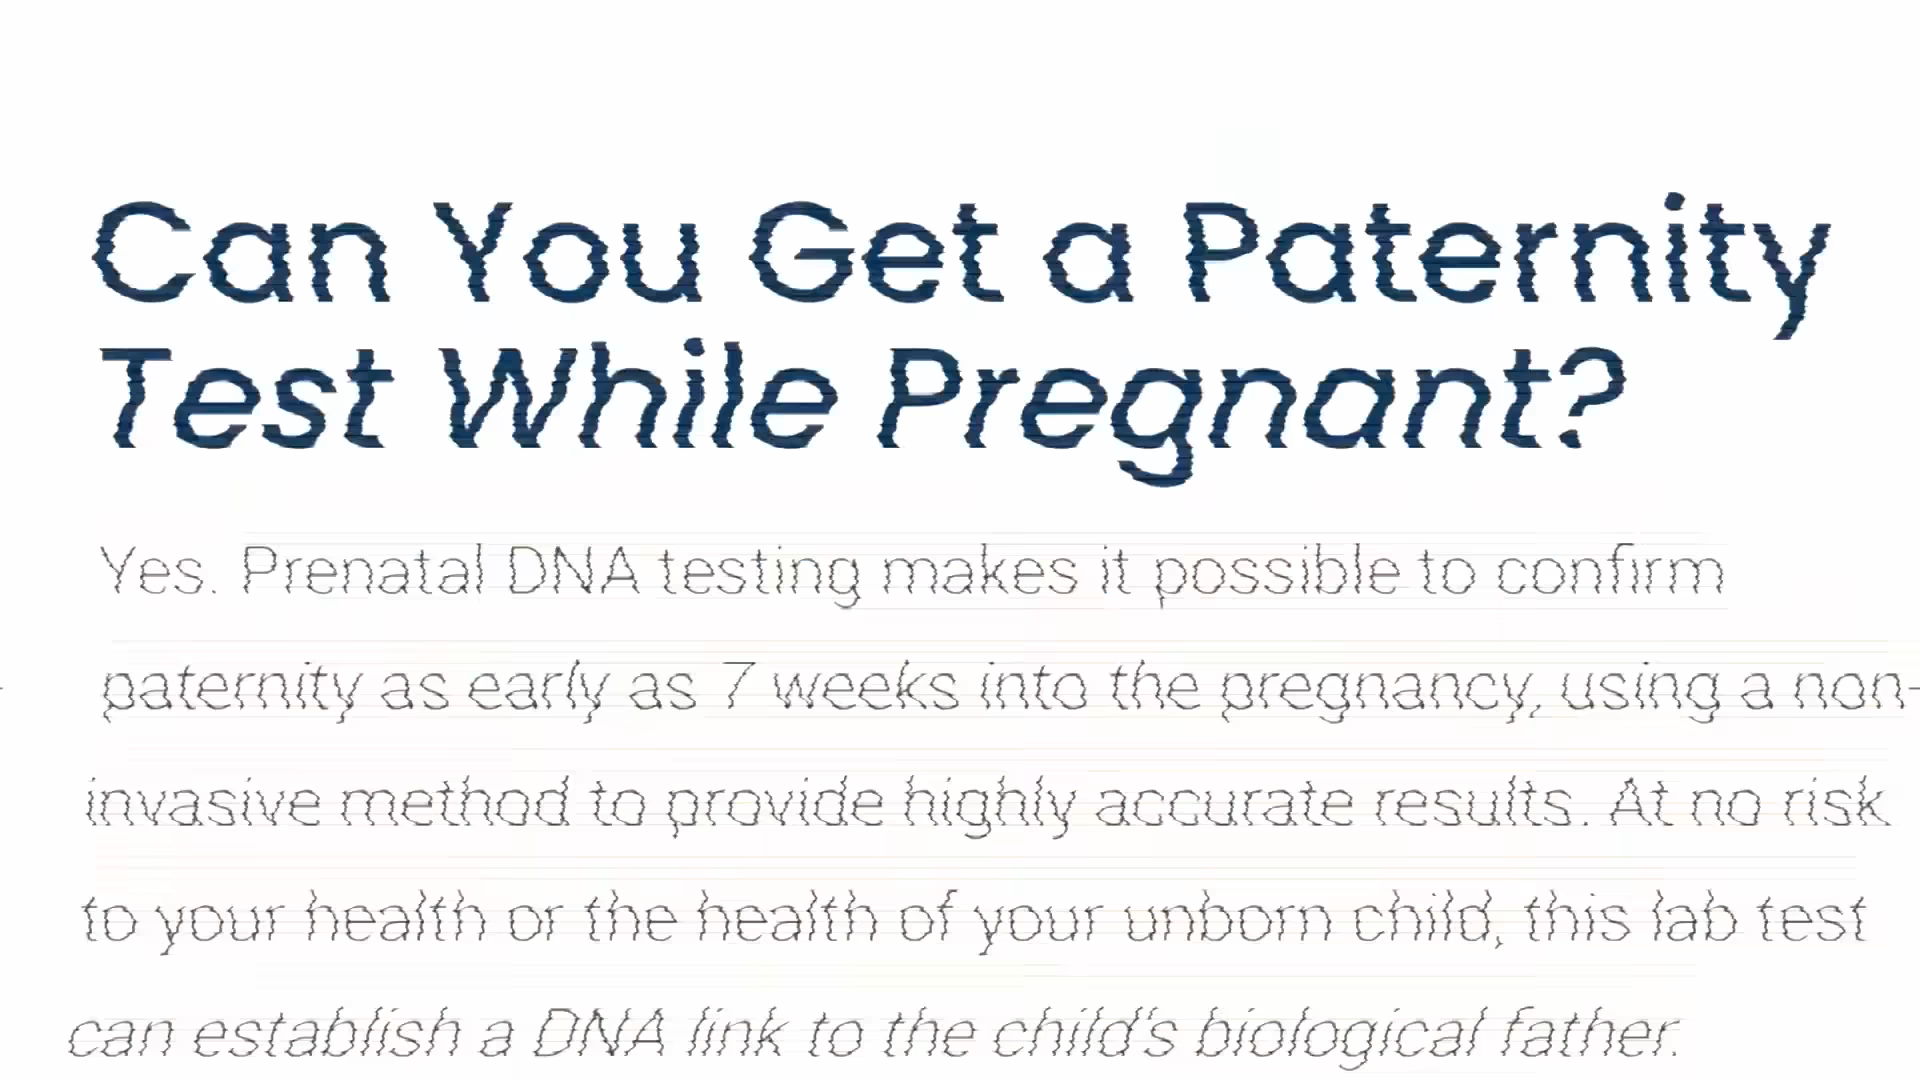 Can You Get a Paternity
Test While Pregnant?
Yes. Prenatal DNA testing makes it possible to confirm
paternity as early as 7 weeks into the pregnancy, using a non-
invasive method to provide highly accurate results. At no risk
to your health or the health of your unborn child, this lab test
can establish a DNA link to the child's biological father.